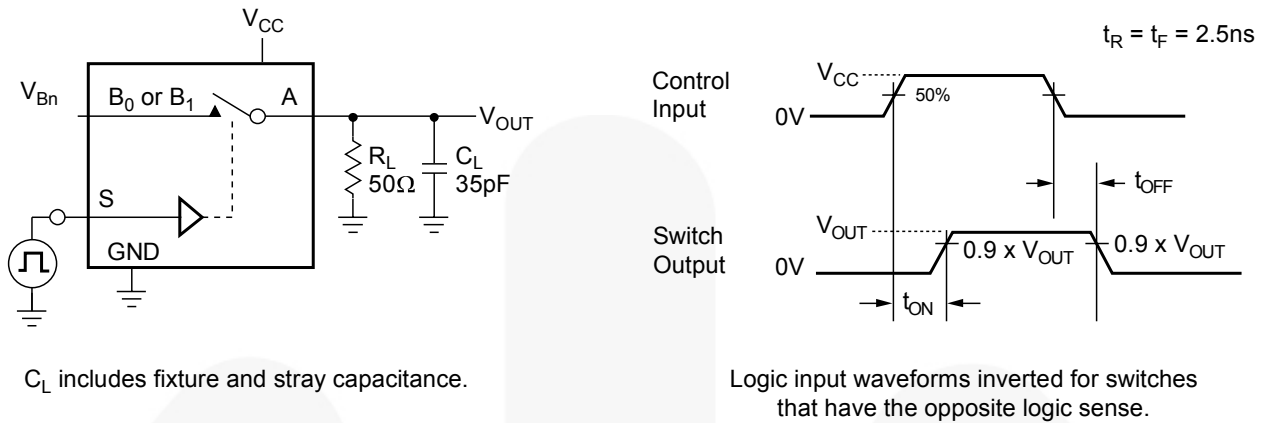 V_CC
V_Bn
B_0 or B_1
A
V_OUT
R_L
50Ω
C_L
35pF
S
GND
C_L includes fixture and stray capacitance.
t_R = t_F = 2.5ns
Control
Input
V_CC
50%
0V
t_OFF
Switch
Output
V_OUT
0.9 x V_OUT
0.9 x V_OUT
0V
t_ON
Logic input waveforms inverted for switches
that have the opposite logic sense.